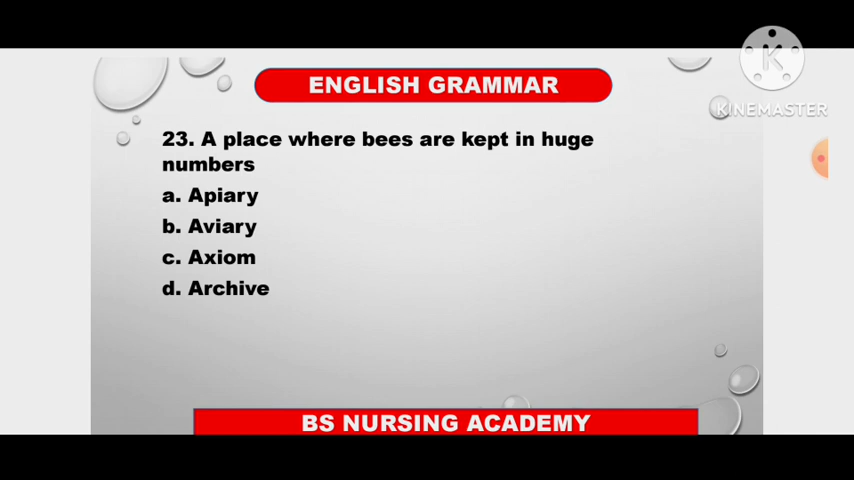 ENGLISH GRAMMAR
KINEMASTER
23. A place where bees are kept in huge
numbers
a. Apiary
b. Aviary
c. Axiom
d. Archive
BS NURSING ACADEMY